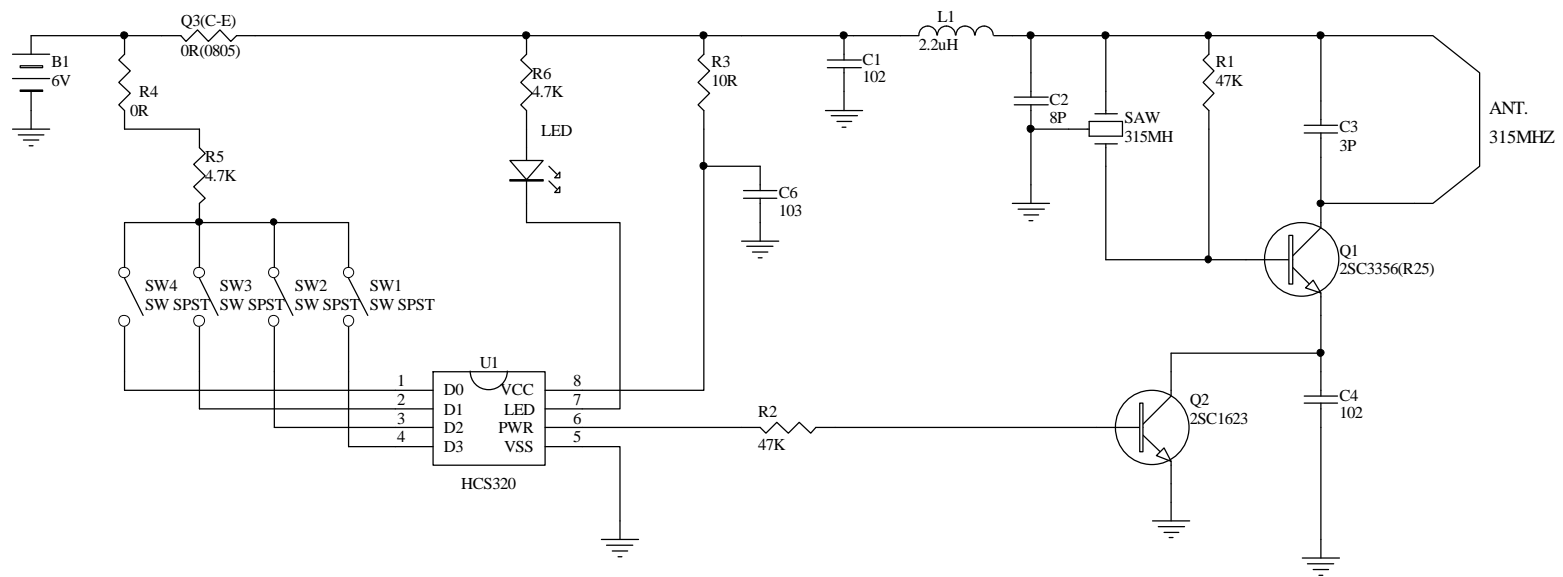 Q3(C-E)
0R(0805)
B1
6V
R4
0R
R5
4.7K
R6
4.7K
LED
R3
10R
C6
103
C1
102
L1
2.2uH
C2
8P
SAW
315MH
R1
47K
C3
3P
ANT.
315MHZ
Q1
2SC3356(R25)
SW4
SW SPST
SW3
SW SPST
SW2
SW SPST
SW1
SW SPST
U1
1 D0 VCC 8
2 D1 LED 7
3 D2 PWR 6
4 D3 VSS 5
HCS320
R2
47K
Q2
2SC1623
C4
102